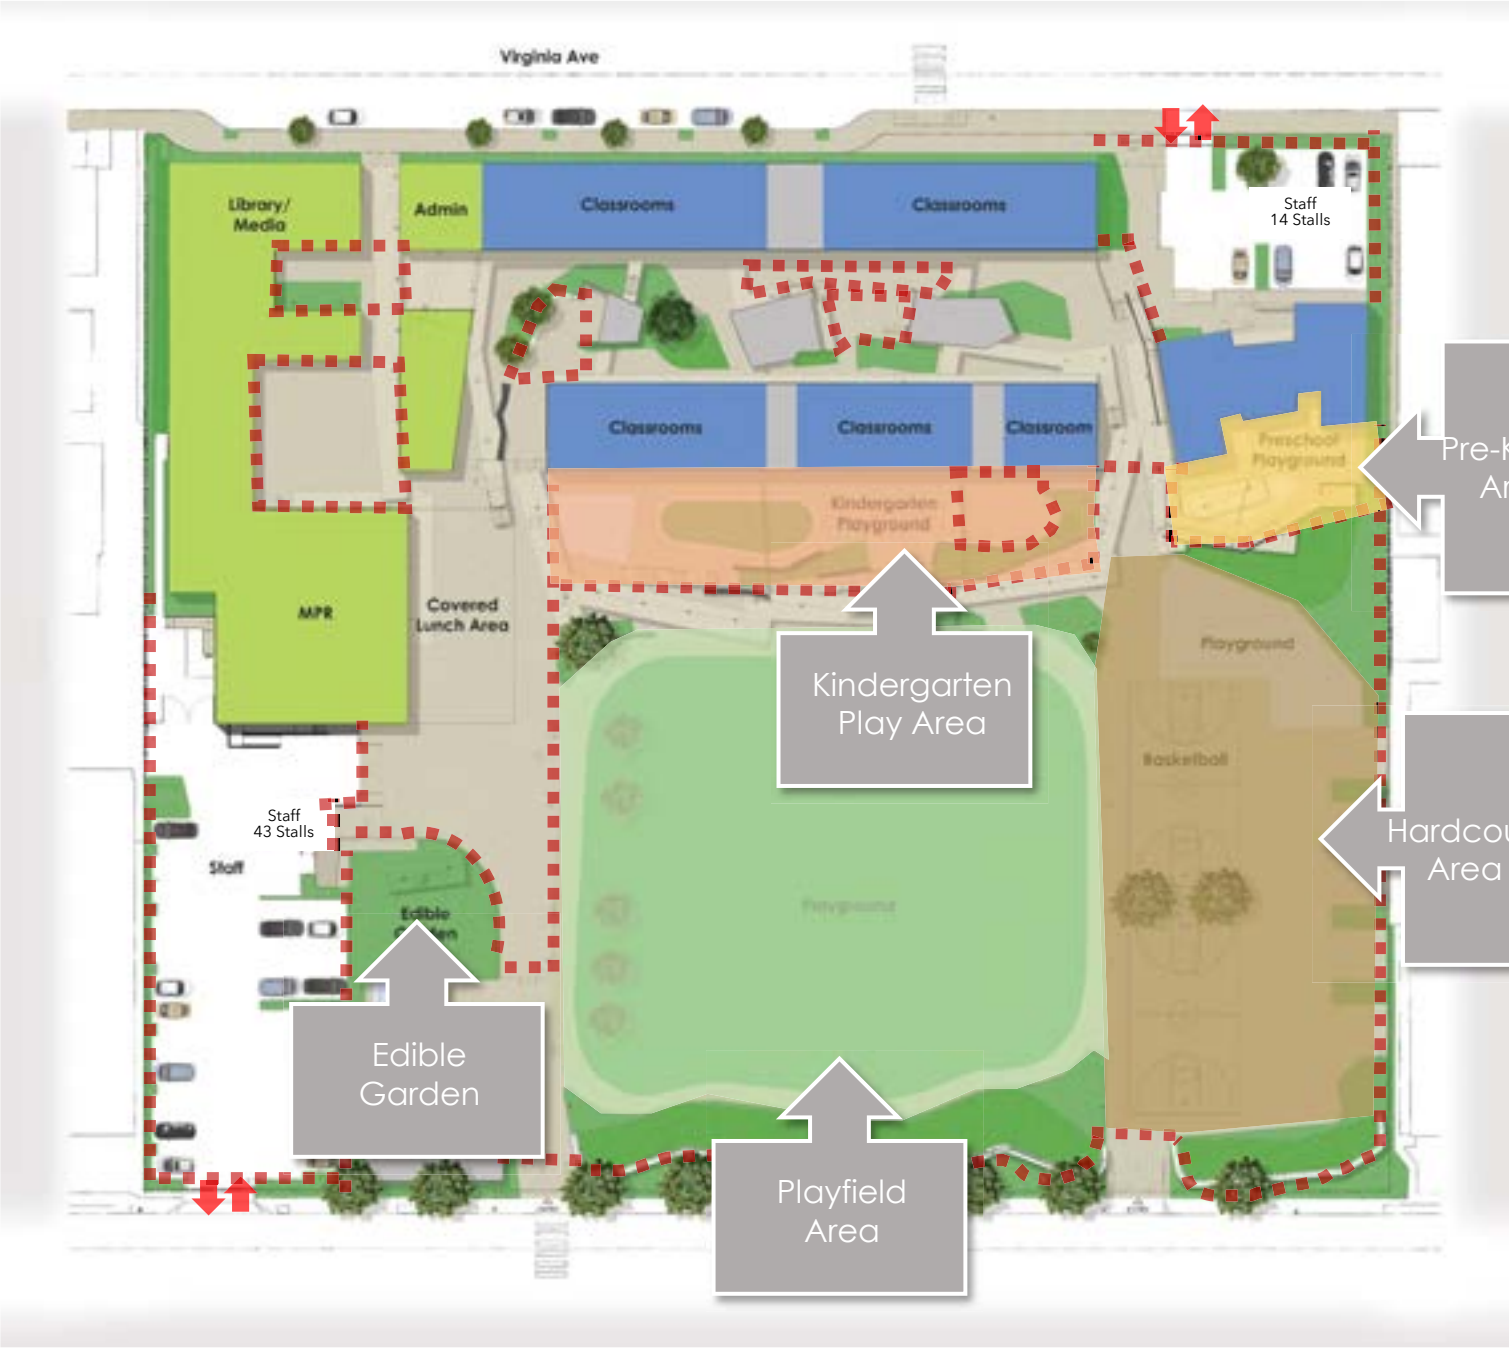 Virginia Ave
Library/
Media
Admin
Classrooms
Classrooms
Staff
14 Stalls
Classrooms
Classrooms
Classroom
Preschool
Playground
Pre-K
Kindergarten
Playground
MPR
Covered
Lunch Area
Playground
Kindergarten
Play Area
Basketball
Staff
43 Stalls
Staff
Hardcou
Area
Playground
Edible
Edible
Garden
Playfield
Area